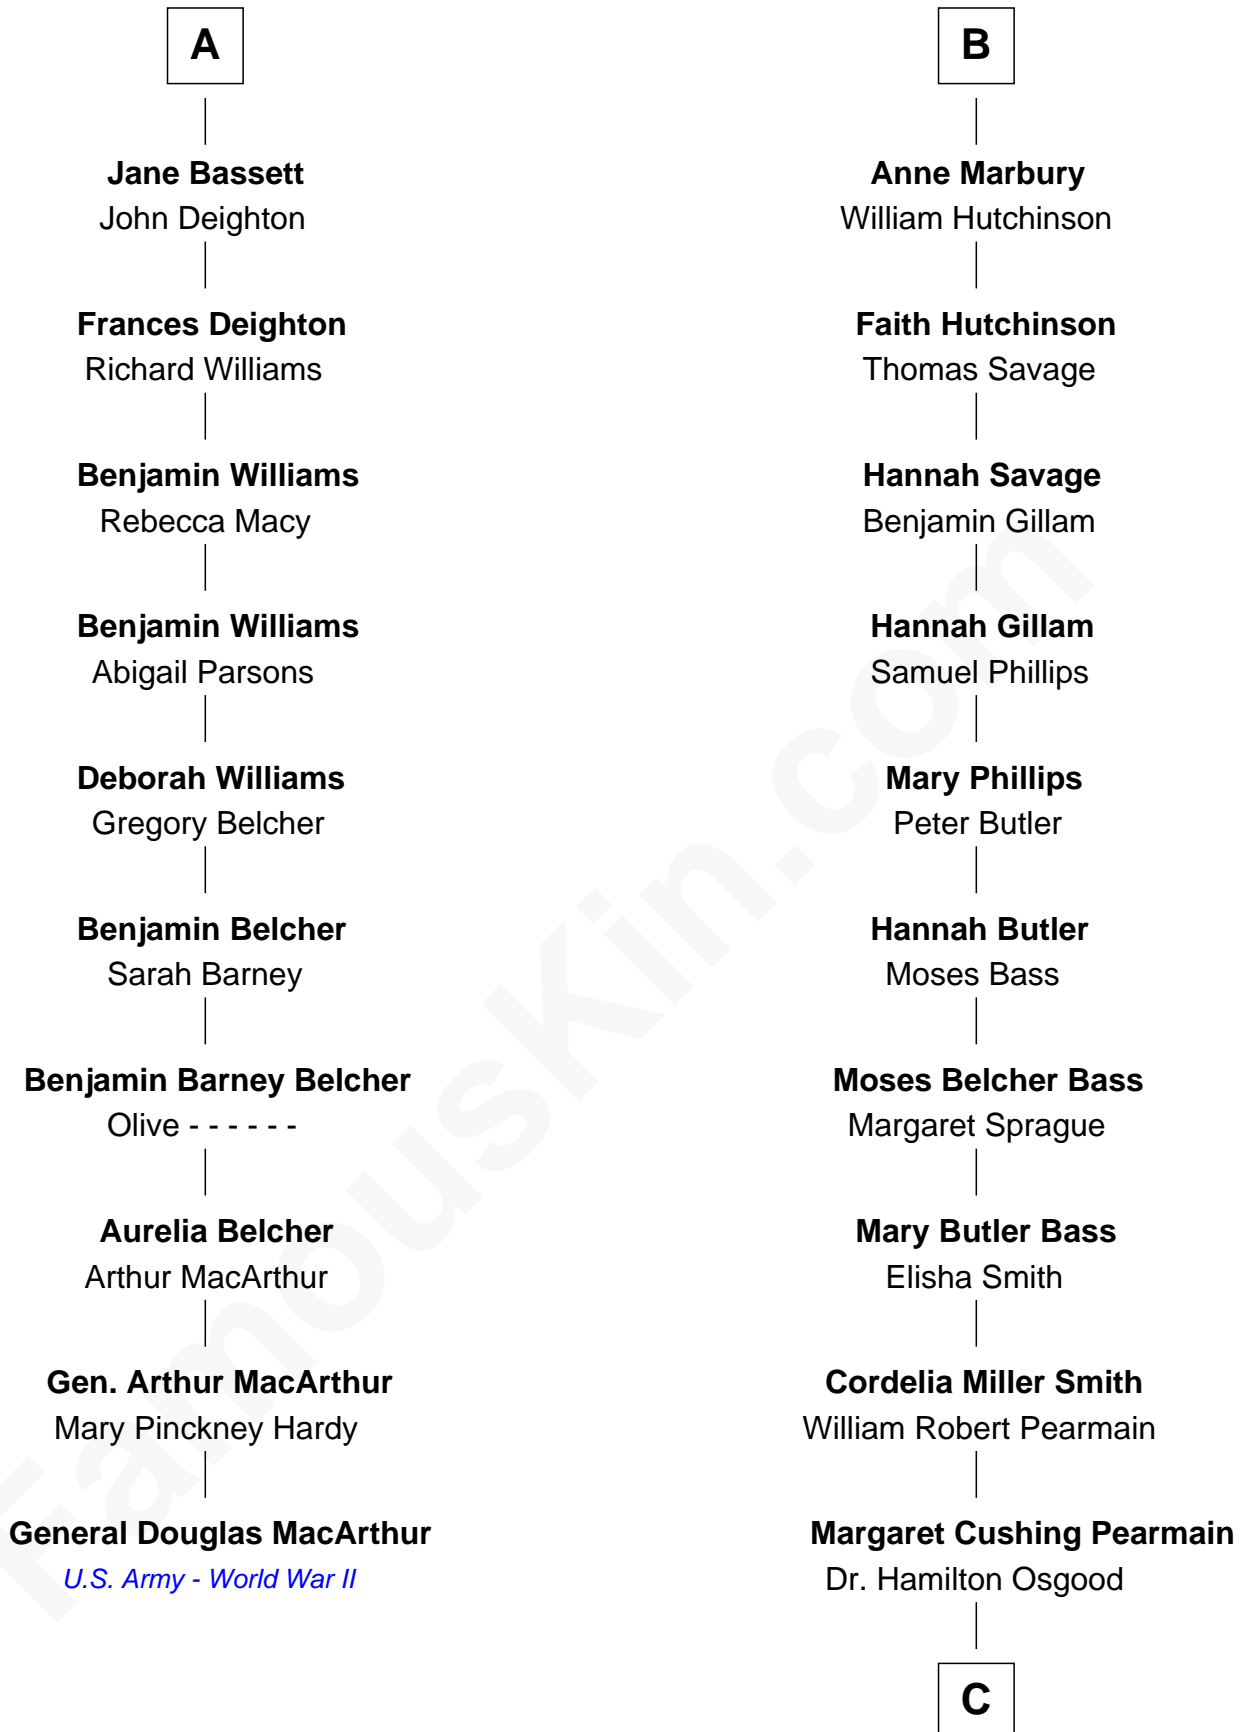 A
Jane Bassett
John Deighton
Frances Deighton
Richard Williams
Benjamin Williams
Rebecca Macy
Benjamin Williams
Abigail Parsons
Deborah Williams
Gregory Belcher
Benjamin Belcher
Sarah Barney
Benjamin Barney Belcher
Olive - - - - - -
Aurelia Belcher
Arthur MacArthur
Gen. Arthur MacArthur
Mary Pinckney Hardy
General Douglas MacArthur
U.S. Army - World War II
B
Anne Marbury
William Hutchinson
Faith Hutchinson
Thomas Savage
Hannah Savage
Benjamin Gillam
Hannah Gillam
Samuel Phillips
Mary Phillips
Peter Butler
Hannah Butler
Moses Bass
Moses Belcher Bass
Margaret Sprague
Mary Butler Bass
Elisha Smith
Cordelia Miller Smith
William Robert Pearmain
Margaret Cushing Pearmain
Dr. Hamilton Osgood
C
FamousKin.com